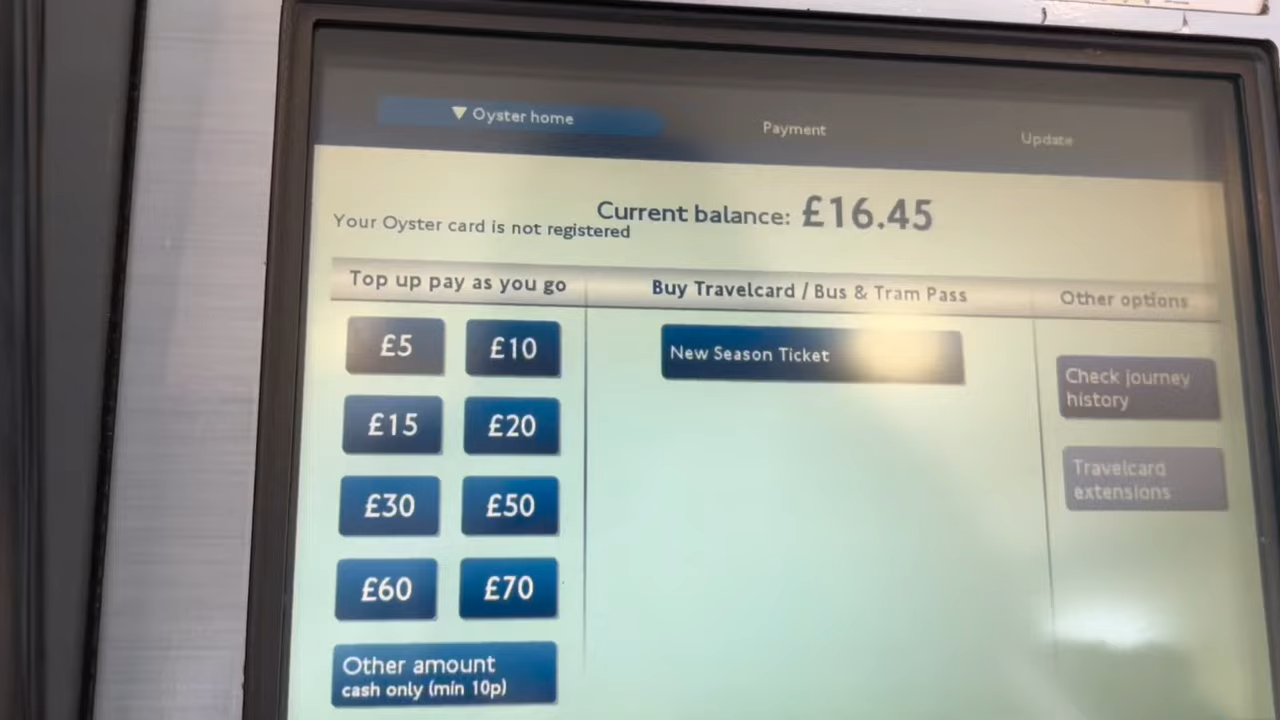 ▼ Oyster home
Payment
Update
Current balance: £16.45
Your Oyster card is not registered
Top up pay as you go
Buy Travelcard / Bus & Tram Pass
Other options
£5
£10
New Season Ticket
Check journey
history
£15
£20
Travelcard
extensions
£30
£50
£60
£70
Other amount
cash only (min 10p)